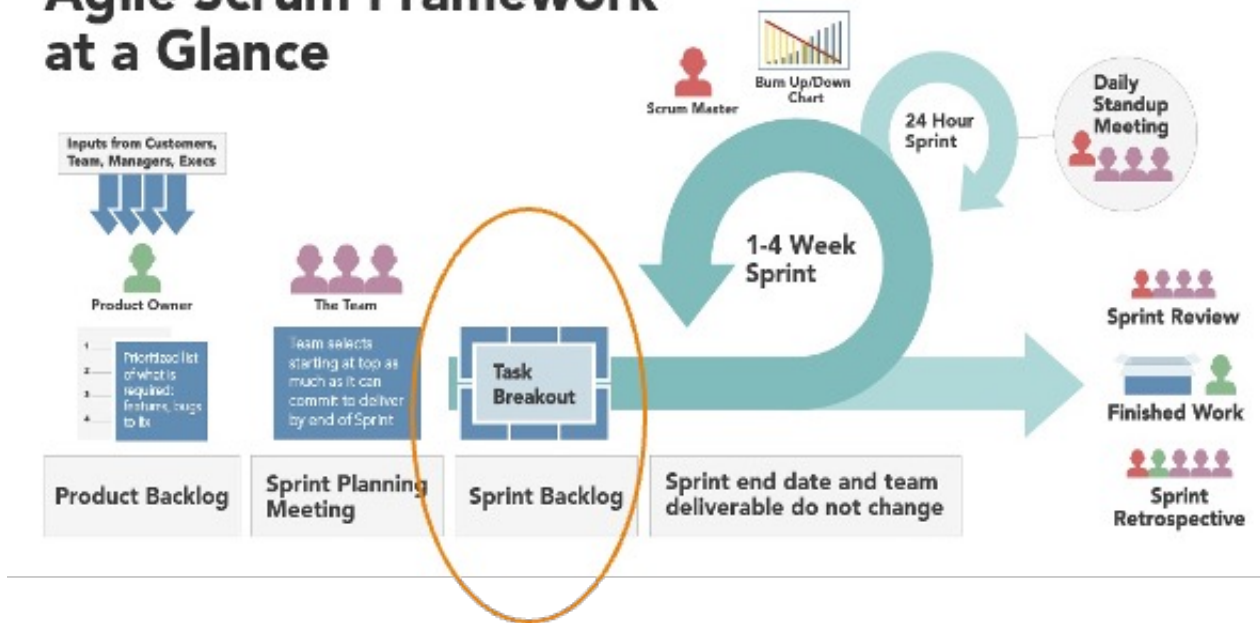 Agile Scrum Framework
at a Glance
Inputs from Customers,
Team, Managers, Execs
Product Owner
1
2
3
4
Prioritized list
of what is
required:
features, bugs
to fix
Product Backlog
The Team
Team selects
starting at top as
much as it can
commit to deliver
by end of Sprint
Sprint Planning
Meeting
Task
Breakout
Sprint Backlog
Scrum Master
Burn Up/Down
Chart
1-4 Week
Sprint
24 Hour
Sprint
Daily
Standup
Meeting
Sprint end date and team
deliverable do not change
Sprint Review
Finished Work
Sprint
Retrospective